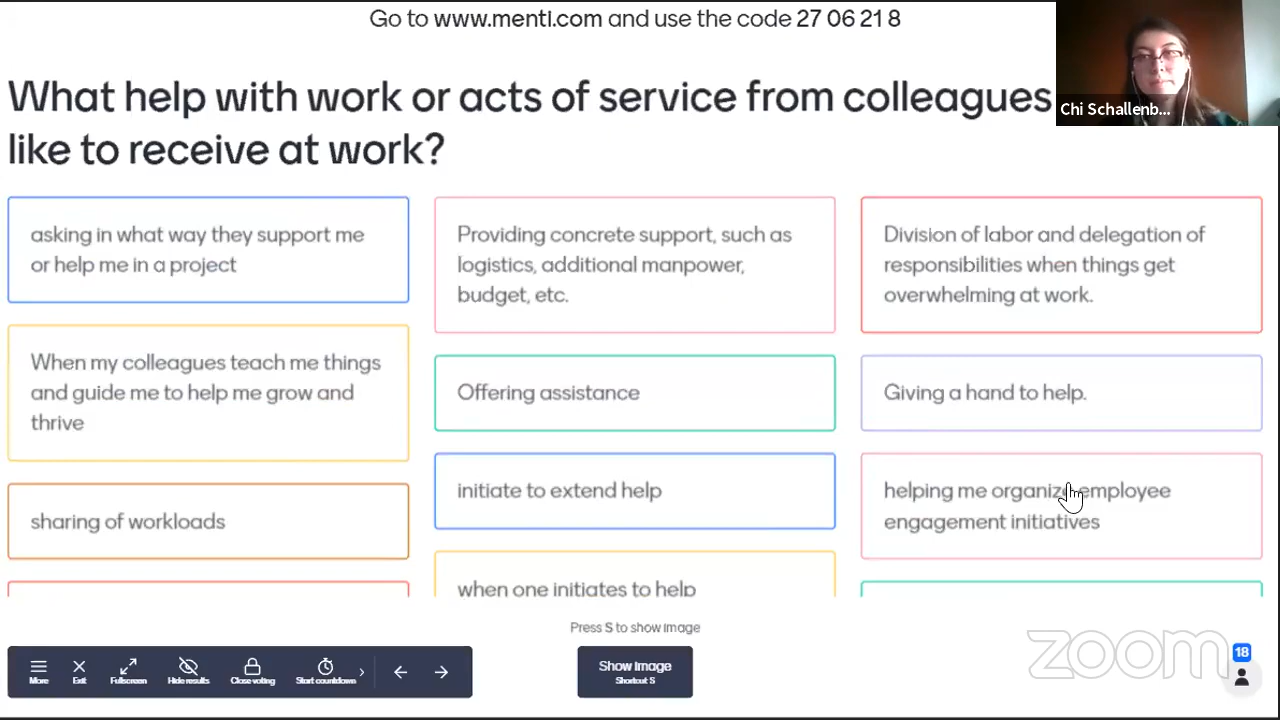 Go to www.menti.com and use the code 27 06 21 8
What help with work or acts of service from colleagues
like to receive at work?
Chi Schallenb...
asking in what way they support me
or help me in a project
When my colleagues teach me things
and guide me to help me grow and
thrive
sharing of workloads
Providing concrete support, such as
logistics, additional manpower,
budget, etc.
Offering assistance
initiate to extend help
when one initiates to help
Division of labor and delegation of
responsibilities when things get
overwhelming at work.
Giving a hand to help.
helping me organize employee
engagement initiatives
Press S to show image
More
Exit
Fullscreen
Hide results
Close voting
Start countdown
Show image
Shortcut S
zoom
18